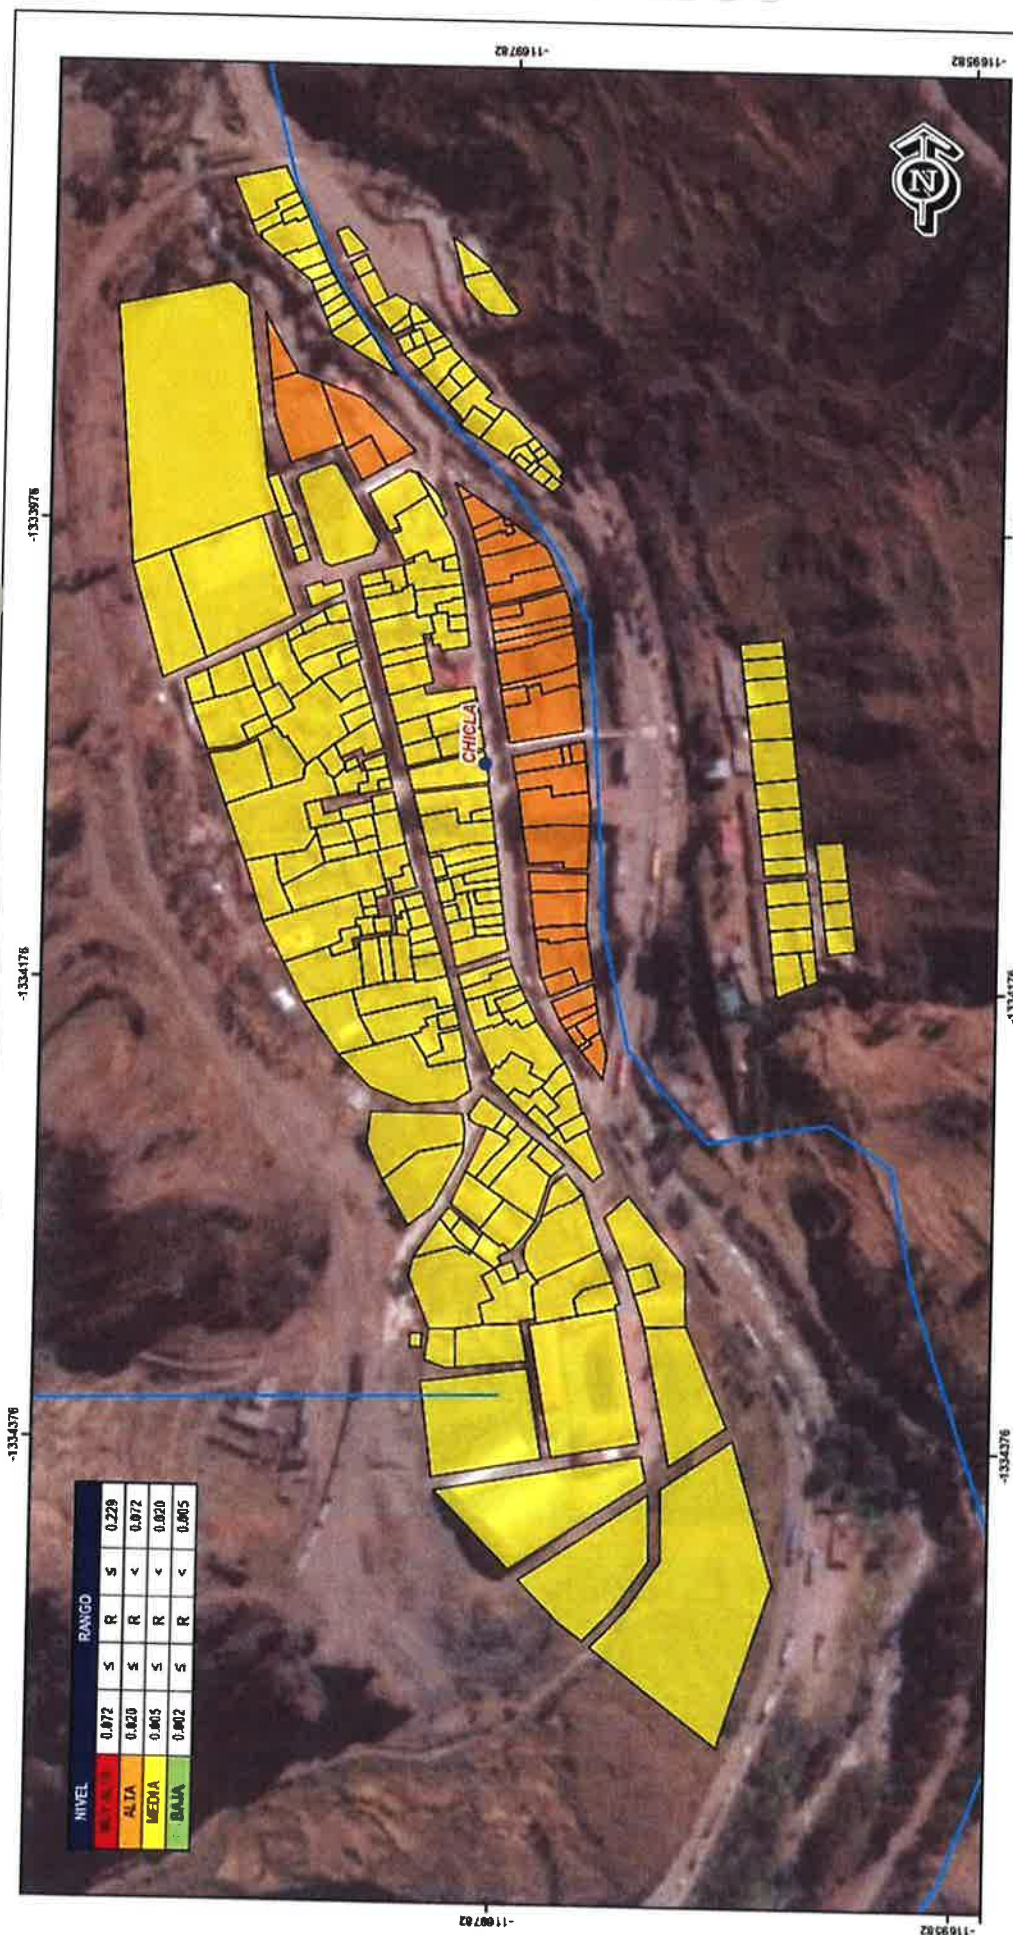 -1169782
-1169582
N
-1333976
CHICLA
-1334176
-1334176
-1334376
-1334376
NIVEL RANGO
MUY ALTA 0.072 ≤ R ≤ 0.229
ALTA 0.020 ≤ R < 0.072
MEDIA 0.005 ≤ R < 0.020
BAJA 0.002 ≤ R < 0.005
-1169782
-1169582